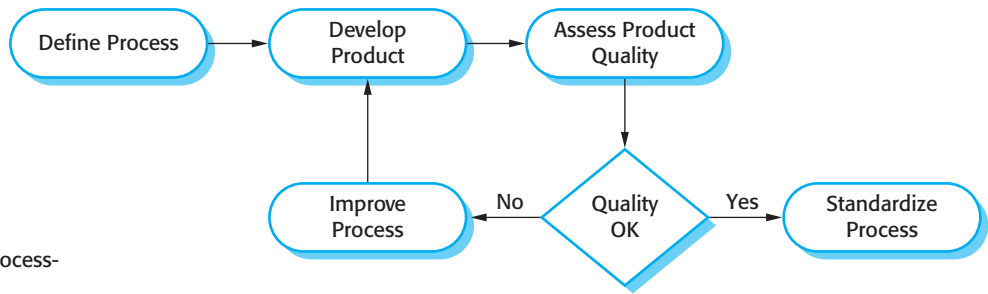 Define Process
Develop
Product
Assess Product
Quality
Improve
Process
No
Quality
OK
Yes
Standardize
Process
ocess-